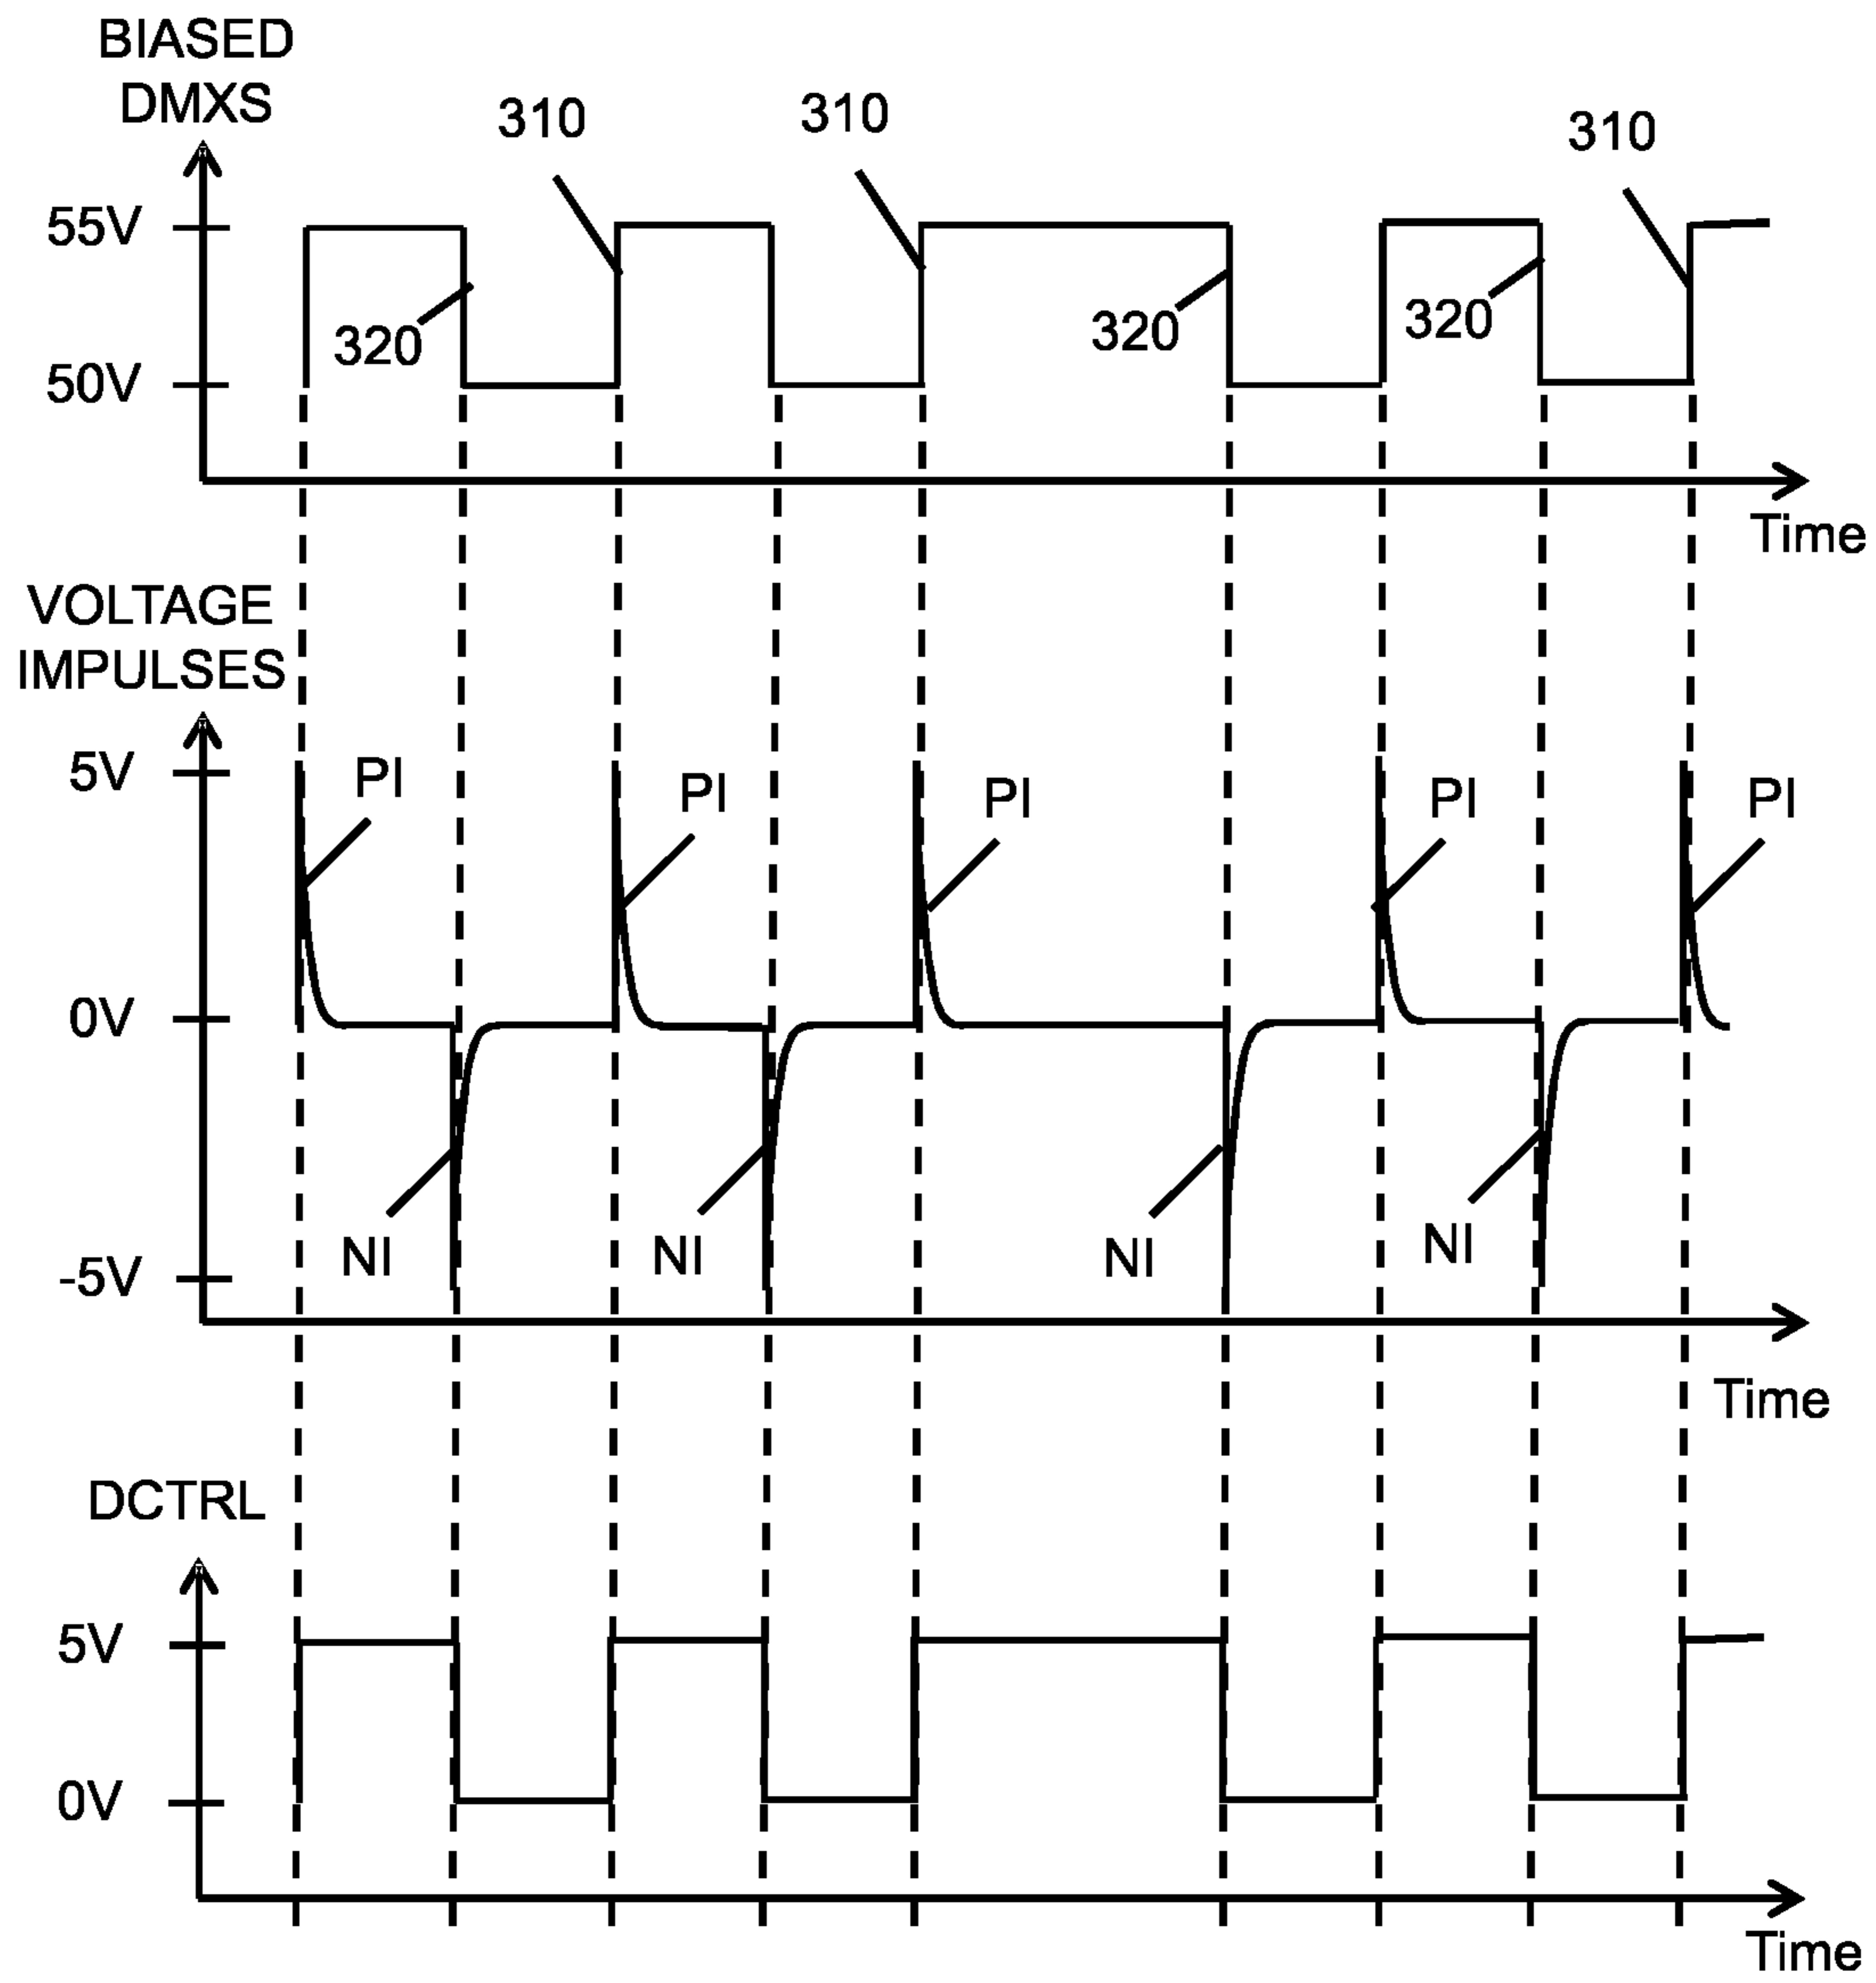 BIASED
DMXS
310
310
310
55V
320
320
320
50V
Time
VOLTAGE
IMPULSES
5V
PI
PI
PI
PI
PI
0V
NI
NI
NI
NI
-5V
Time
DCTRL
5V
0V
Time